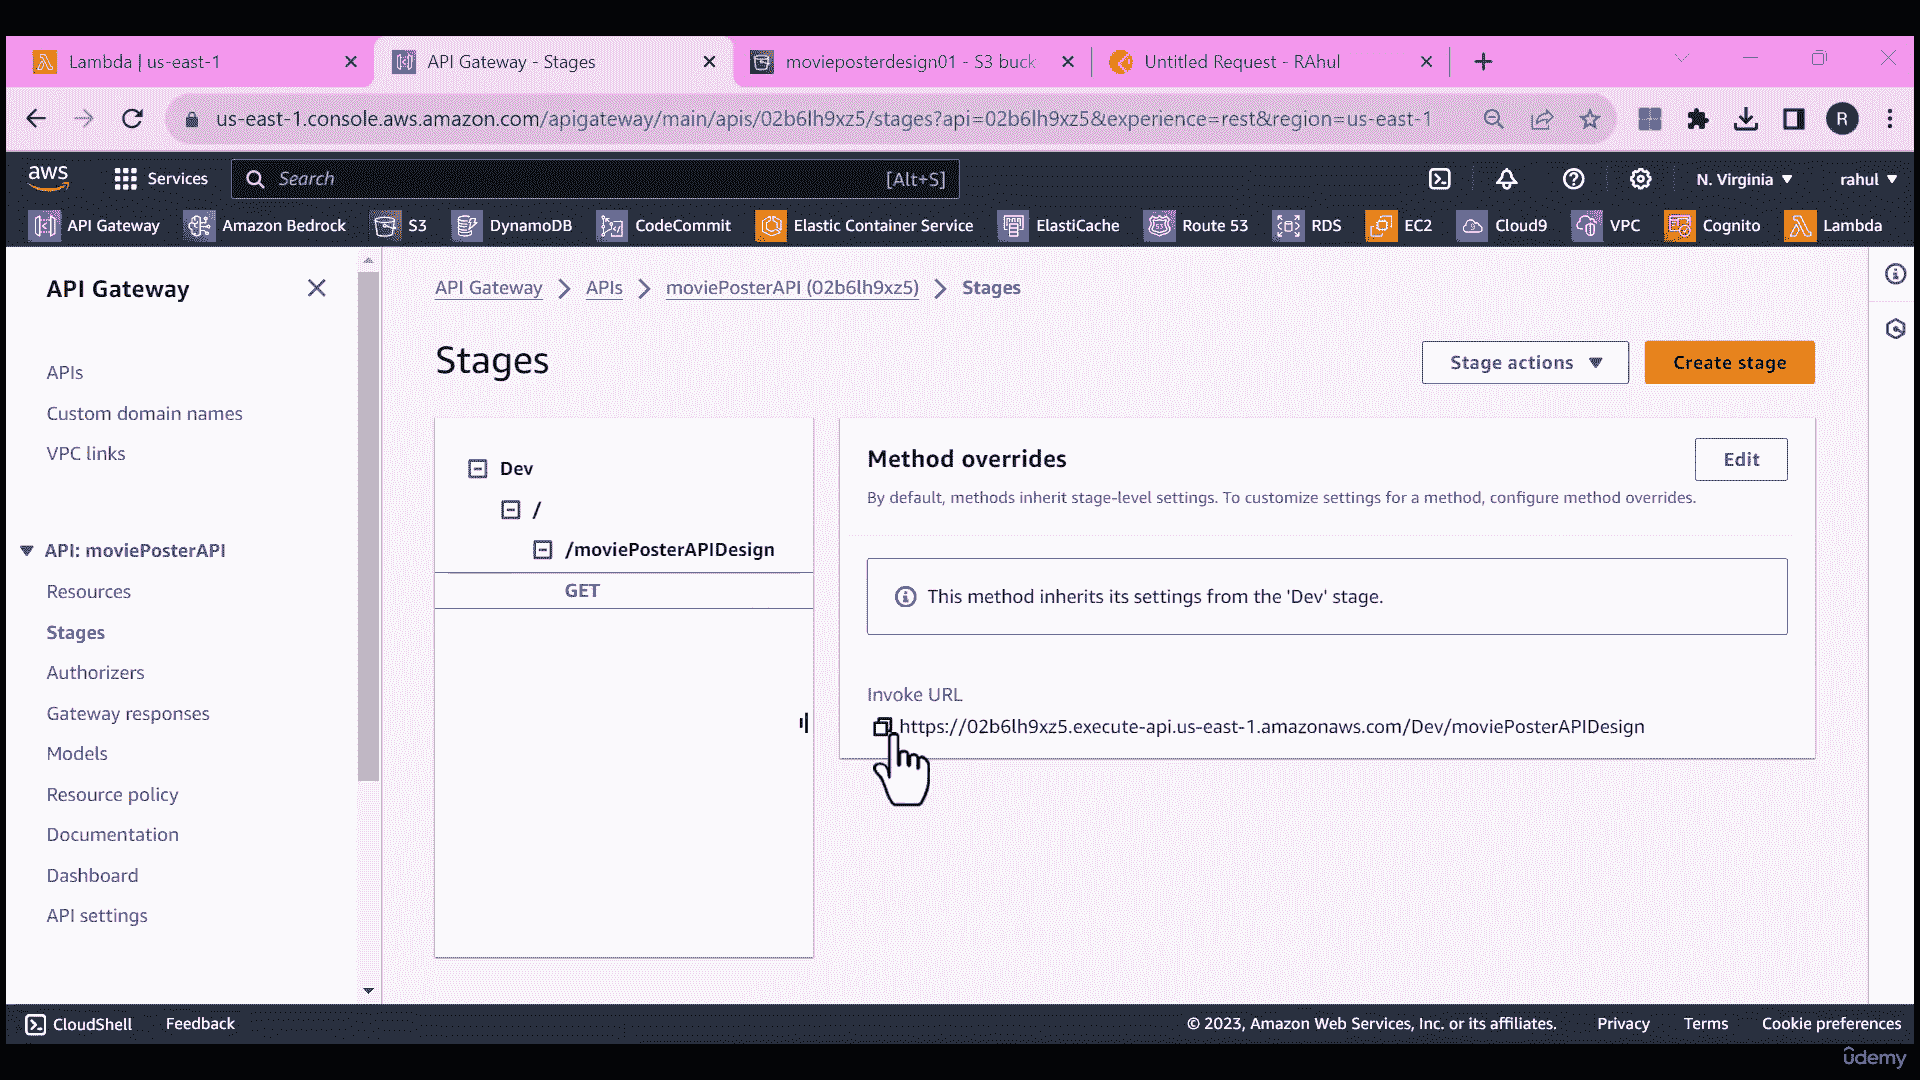 Lambda | us-east-1
API Gateway - Stages
movieposterdesign01 - S3 buck
Untitled Request - RAhul
us-east-1.console.aws.amazon.com/apigateway/main/apis/02b6lh9xz5/stages?api=02b6lh9xz5&experience=rest&region=us-east-1
R
aws
Services
Search
[Alt+S]
N. Virginia
rahul
API Gateway
Amazon Bedrock
S3
DynamoDB
CodeCommit
Elastic Container Service
ElastiCache
Route 53
RDS
EC2
Cloud9
VPC
Cognito
Lambda
API Gateway
APIs
Custom domain names
VPC links
API: moviePosterAPI
Resources
Stages
Authorizers
Gateway responses
Models
Resource policy
Documentation
Dashboard
API settings
API Gateway
APIs
moviePosterAPI (02b6lh9xz5)
Stages
Stages
Stage actions
Create stage
Dev
/
/moviePosterAPIDesign
GET
Method overrides
Edit
By default, methods inherit stage-level settings. To customize settings for a method, configure method overrides.
This method inherits its settings from the 'Dev' stage.
Invoke URL
https://02b6lh9xz5.execute-api.us-east-1.amazonaws.com/Dev/moviePosterAPIDesign
CloudShell
Feedback
© 2023, Amazon Web Services, Inc. or its affiliates.
Privacy
Terms
Cookie preferences
udemy